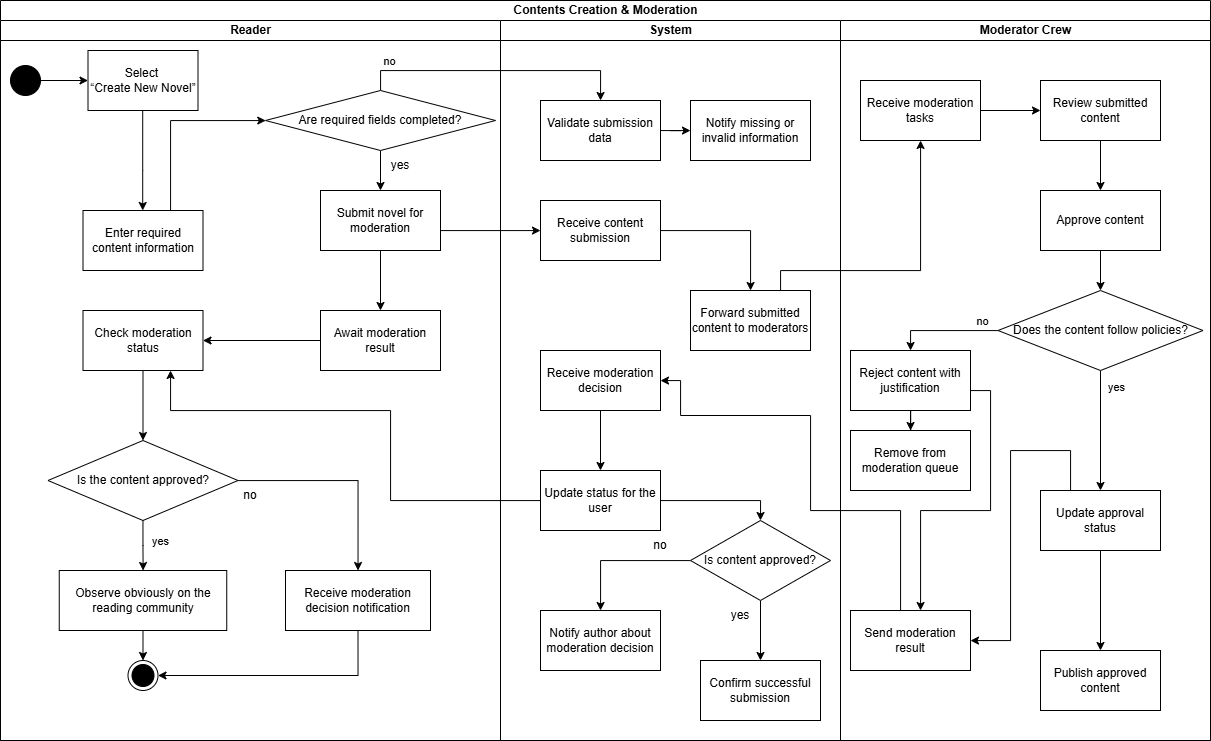 Contents Creation & Moderation
Reader
System
Moderator Crew
Select
“Create New Novel”
Enter required
content information
Are required fields completed?
no
yes
Submit novel for
moderation
Await moderation
result
Check moderation
status
Is the content approved?
no
yes
Observe obviously on the
reading community
Receive moderation
decision notification
Validate submission
data
Notify missing or
invalid information
Receive content
submission
Forward submitted
content to moderators
Receive moderation
decision
Update status for the
user
Is content approved?
no
yes
Notify author about
moderation decision
Confirm successful
submission
Receive moderation
tasks
Review submitted
content
Approve content
Does the content follow policies?
no
yes
Reject content with
justification
Remove from
moderation queue
Update approval
status
Send moderation
result
Publish approved
content